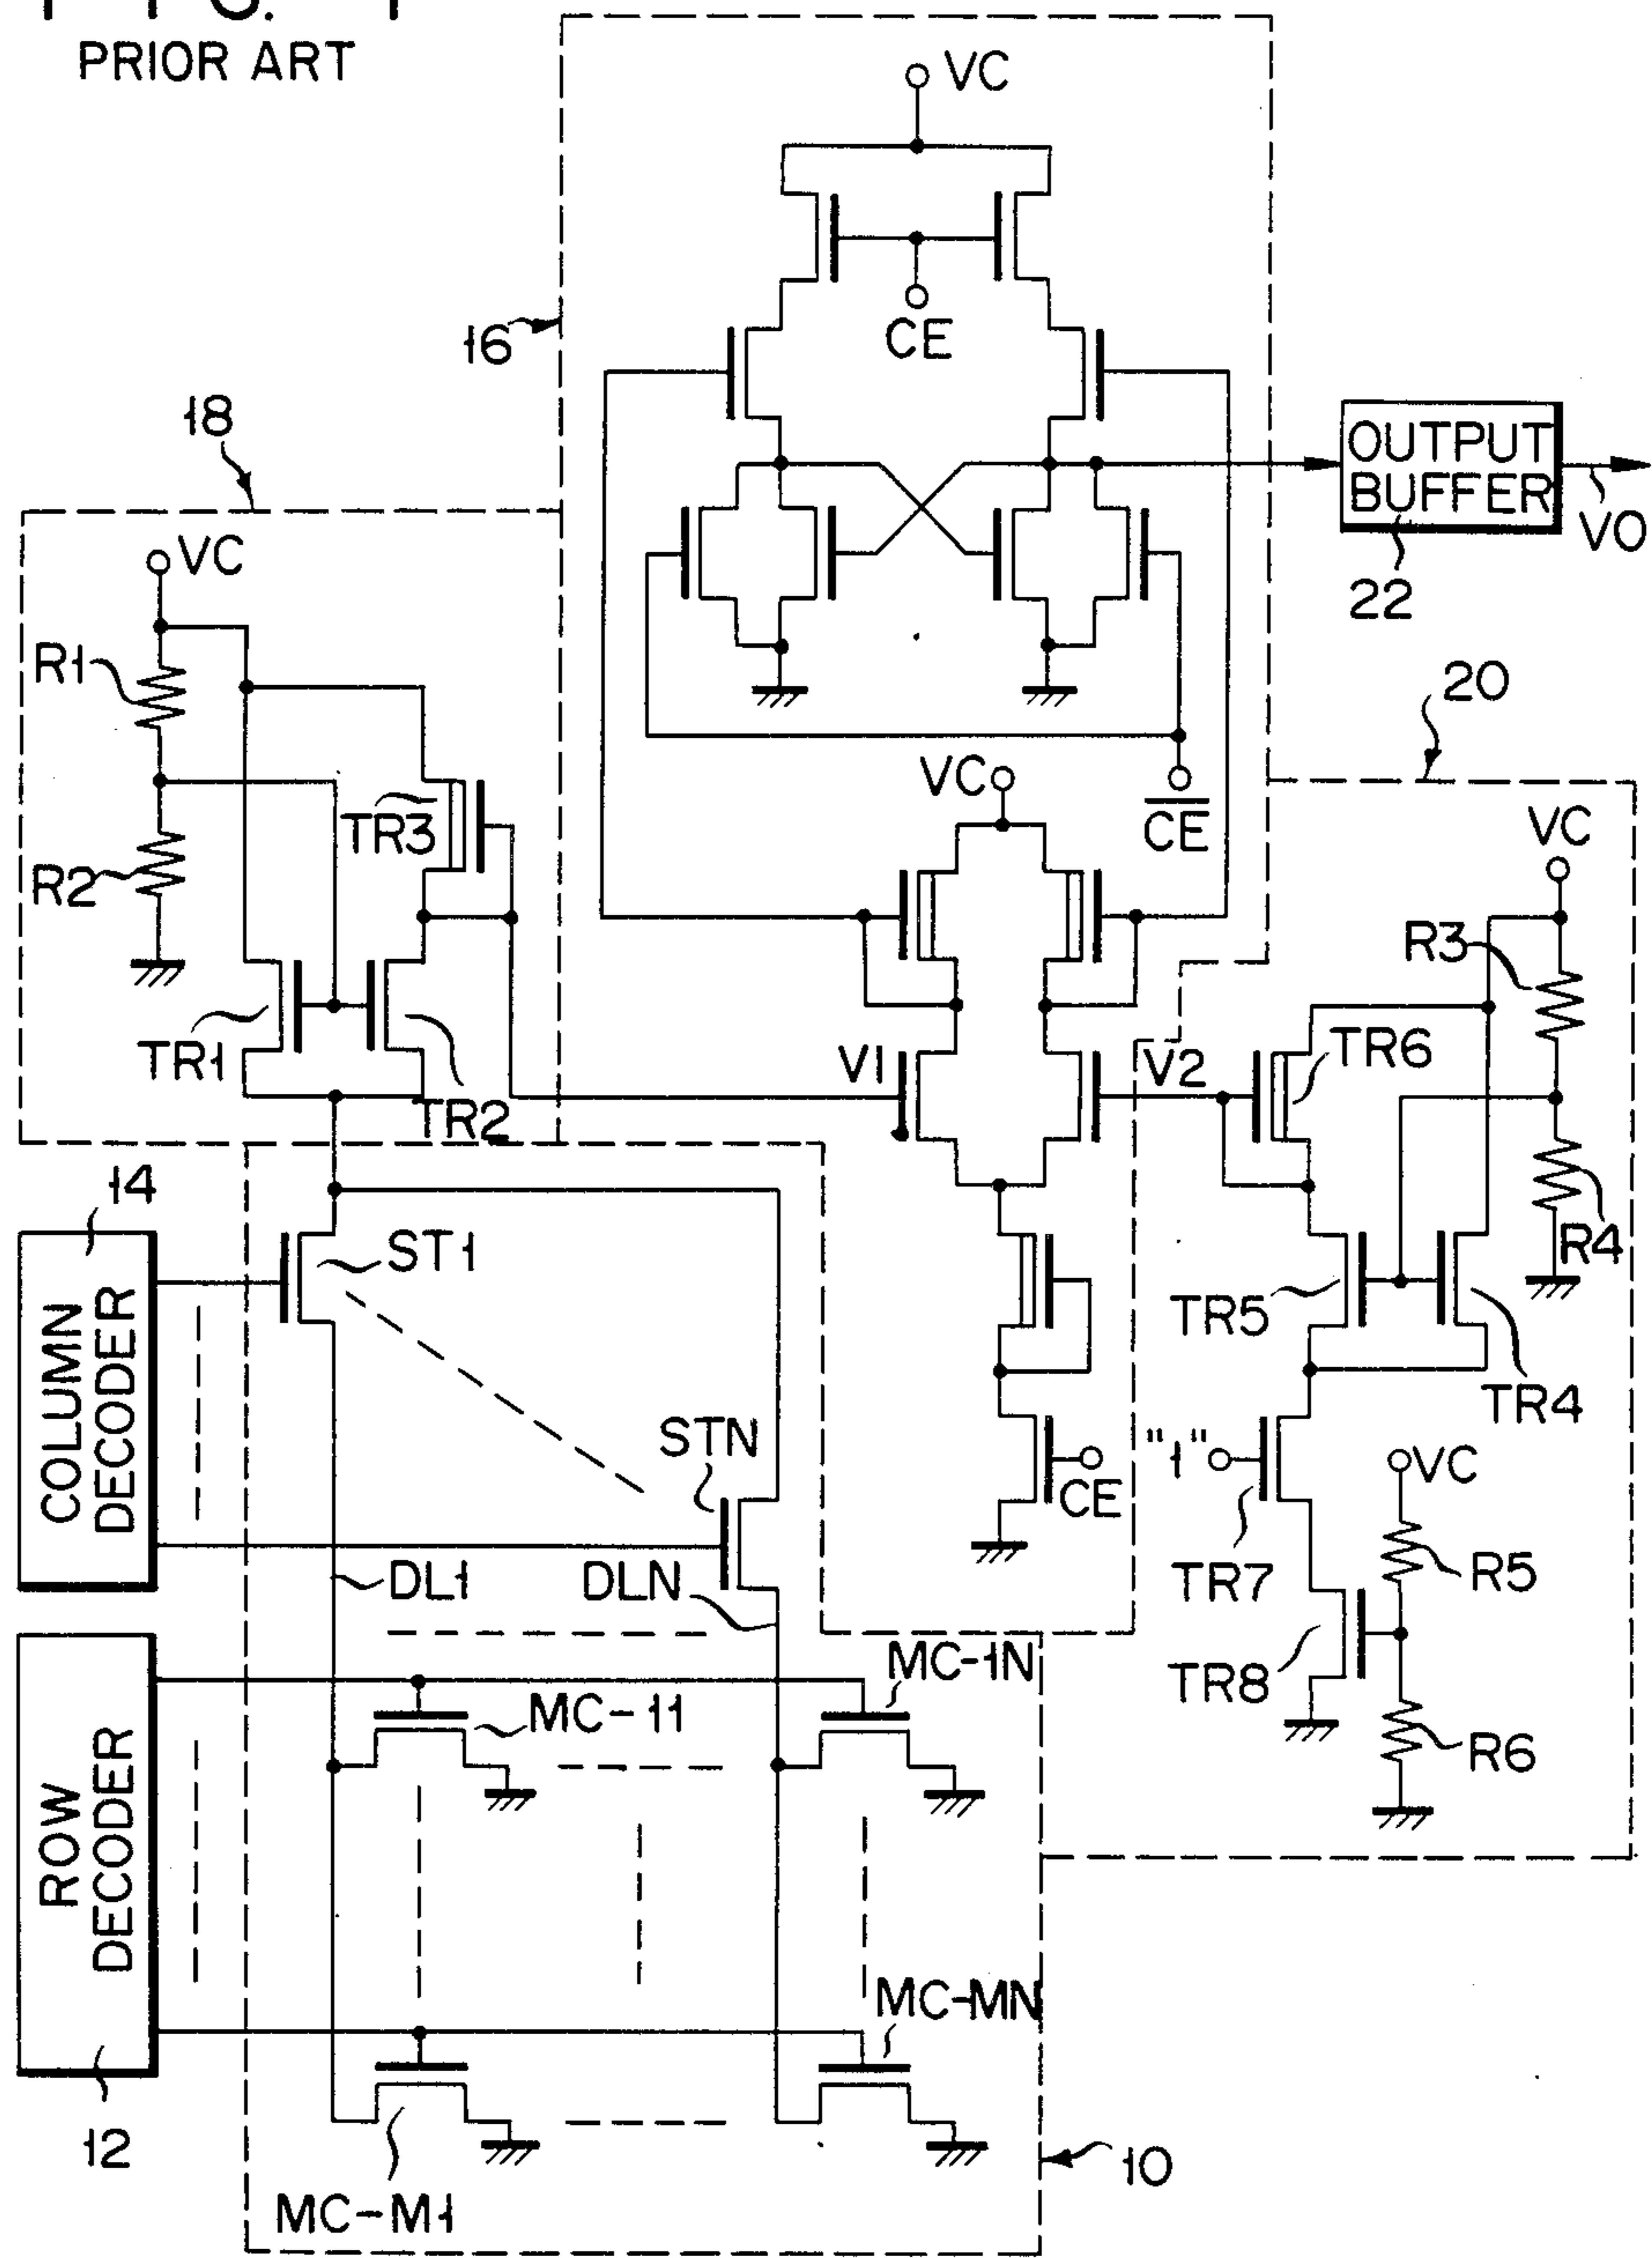 FIG. 1
PRIOR ART
VC
CE
16
18
OUTPUT
BUFFER
VO
22
VC
R1
20
TR3
VC
CE
VC
R2
R3
TR1
TR2
V1
V2
TR6
14
ST1
R4
COLUMN
DECODER
TR5
TR4
STN
"1"
VC
CE
DL1
DLN
TR7
R5
MC-1N
MC-11
TR8
R6
ROW
DECODER
MC-MN
12
10
MC-M1